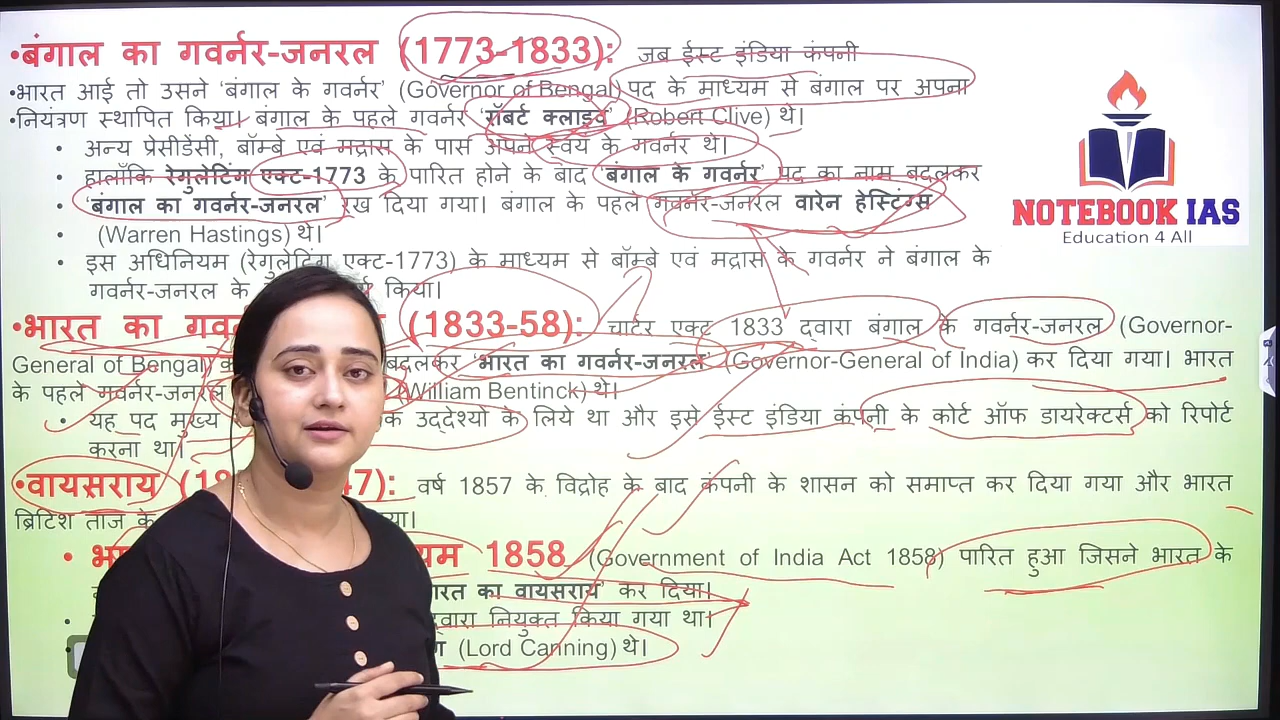 •बंगाल का गवर्नर-जनरल (1773-1833): जब ईस्ट इंडिया कंपनी
•भारत आई तो उसने 'बंगाल के गवर्नर' (Governor of Bengal) पद के माध्यम से बंगाल पर अपना
•नियंत्रण स्थापित किया। बंगाल के पहले गवर्नर 'रॉबर्ट क्लाइव' (Robert Clive) थे।
• अन्य प्रेसीडेंसी, बॉम्बे एवं मद्रास के पास अपने स्वयं के गवर्नर थे।
• हालाँकि रेगुलेटिंग एक्ट-1773 के पारित होने के बाद 'बंगाल के गवर्नर' पद का नाम बदलकर
• 'बंगाल का गवर्नर-जनरल' रख दिया गया। बंगाल के पहले गवर्नर-जनरल वारेन हेस्टिंग्स
• (Warren Hastings) थे।
• इस अधिनियम (रेगुलेटिंग एक्ट-1773) के माध्यम से बॉम्बे एवं मद्रास के गवर्नर ने बंगाल के
गवर्नर-जनरल के किया।
•भारत का (1833-58): चार्टर एक्ट 1833 द्वारा बंगाल के गवर्नर-जनरल (Governor-
General of Bengal) बदलकर 'भारत का गवर्नर-जनरल' (Governor-General of India) कर दिया गया। भारत
के पहले गवर्नर-जनरल (William Bentinck) थे।
• यह पद मुख्य उद्देश्यों के लिये था और इसे ईस्ट इंडिया कंपनी के कोर्ट ऑफ डायरेक्टर्स को रिपोर्ट
करना था।
•वायसराय 47): वर्ष 1857 के विद्रोह के बाद कंपनी के शासन को समाप्त कर दिया गया और भारत
ब्रिटिश ताज के
• 1858 (Government of India Act 1858) पारित हुआ जिसने भारत के
का वायसराय' कर दिया।
द्वारा नियुक्त किया गया था।
(Lord Canning) थे।
NOTEBOOK IAS
Education 4 All